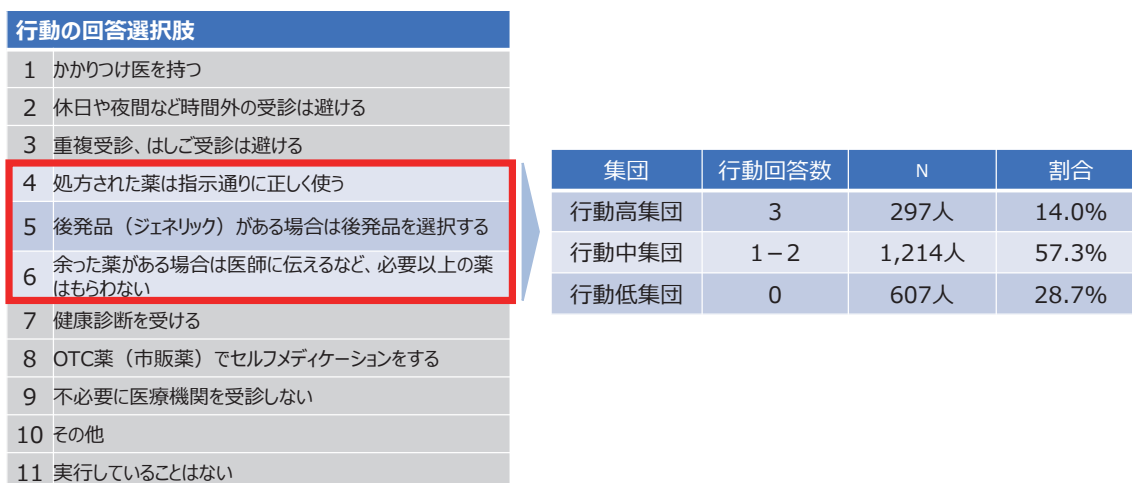 行動の回答選択肢
1 かかりつけ医を持つ
2 休日や夜間など時間外の受診は避ける
3 重複受診、はしご受診は避ける
4 処方された薬は指示通りに正しく使う
5 後発品（ジェネリック）がある場合は後発品を選択する
6 余った薬がある場合は医師に伝えるなど、必要以上の薬
はもらわない
7 健康診断を受ける
8 OTC薬（市販薬）でセルフメディケーションをする
9 不必要に医療機関を受診しない
10 その他
11 実行していることはない
集団 行動回答数 N 割合
行動高集団 3 297人 14.0%
行動中集団 1－2 1,214人 57.3%
行動低集団 0 607人 28.7%